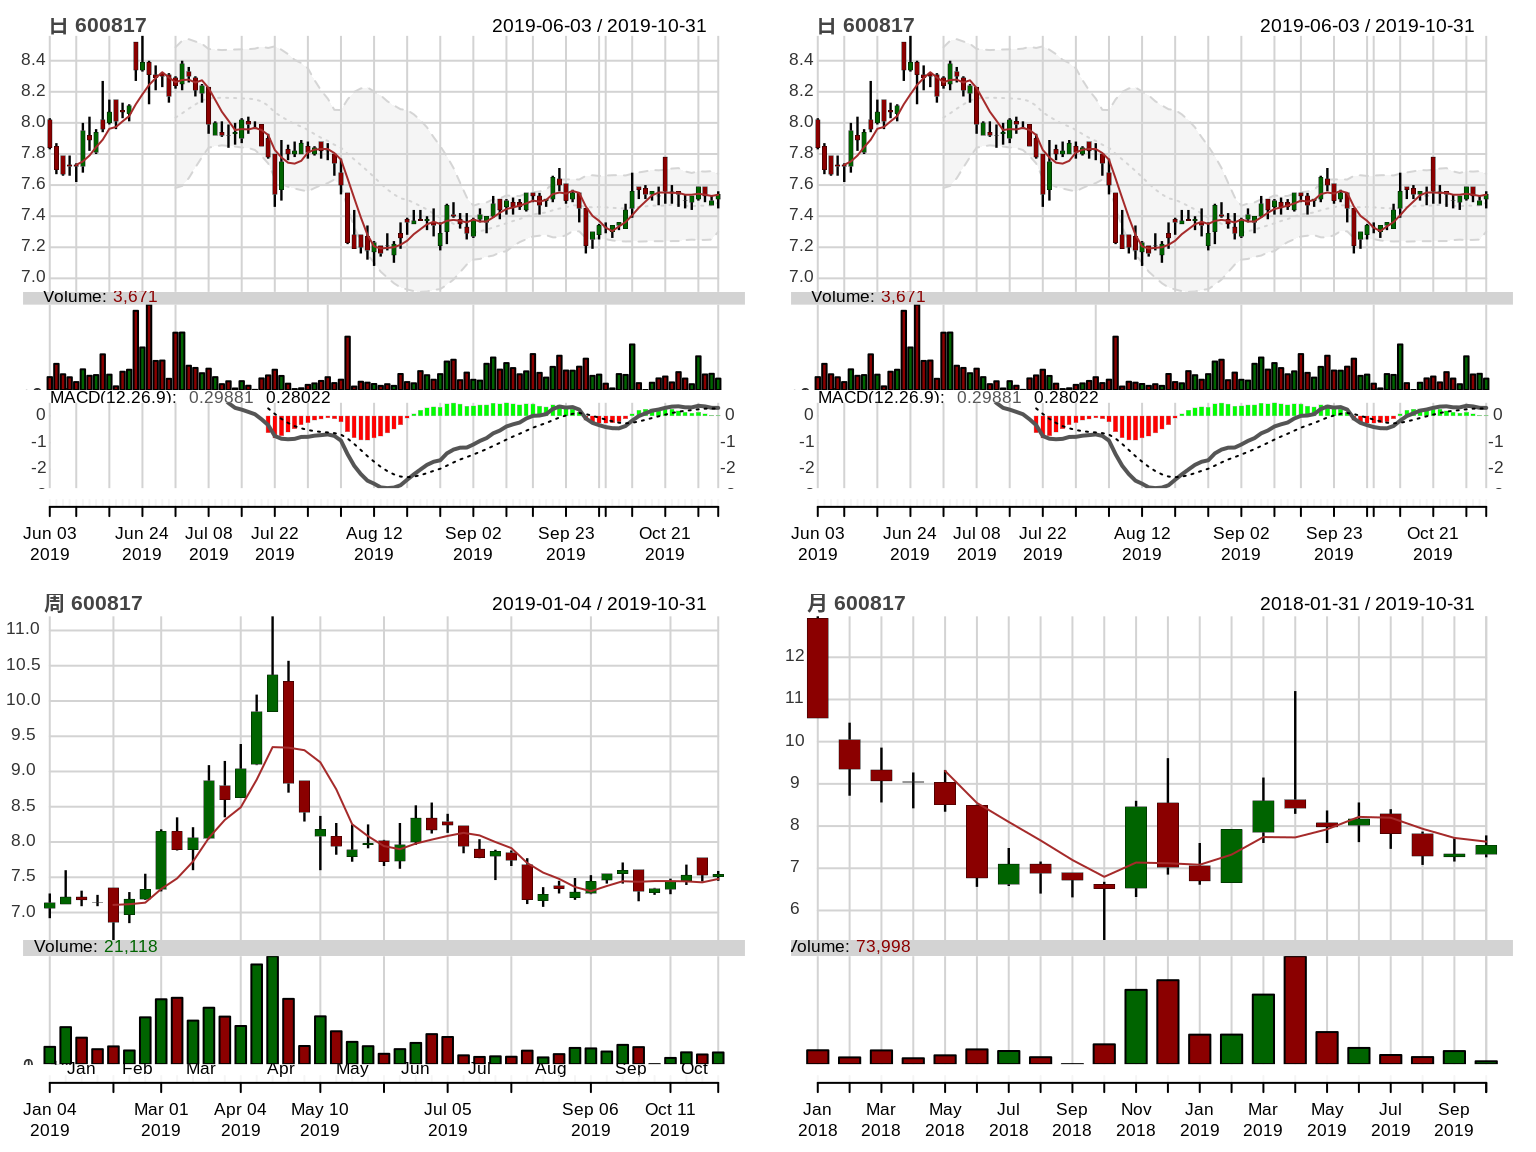 日 600817
2019-06-03 / 2019-10-31
8.4
8.2
8.0
7.8
7.6
7.4
7.2
7.0
Volume: 3,671
MACD(12.26.9): 0.29881 0.28022
0 0
-1 -1
-2 -2
Jun 03 Jun 24 Jul 08 Jul 22 Aug 12 Sep 02 Sep 23 Oct 21
2019 2019 2019 2019 2019 2019 2019 2019
日 600817
2019-06-03 / 2019-10-31
8.4
8.2
8.0
7.8
7.6
7.4
7.2
7.0
Volume: 3,671
MACD(12.26.9): 0.29881 0.28022
0 0
-1 -1
-2 -2
Jun 03 Jun 24 Jul 08 Jul 22 Aug 12 Sep 02 Sep 23 Oct 21
2019 2019 2019 2019 2019 2019 2019 2019
周 600817
2019-01-04 / 2019-10-31
11.0
10.5
10.0
9.5
9.0
8.5
8.0
7.5
7.0
Volume: 21,118
Jan Feb Mar Apr May Jun Jul Aug Sep Oct
Jan 04 Mar 01 Apr 04 May 10 Jul 05 Sep 06 Oct 11
2019 2019 2019 2019 2019 2019 2019
月 600817
2018-01-31 / 2019-10-31
12
11
10
9
8
7
6
Volume: 73,998
Jan Mar May Jul Sep Nov Jan Mar May Jul Sep
2018 2018 2018 2018 2018 2018 2019 2019 2019 2019 2019